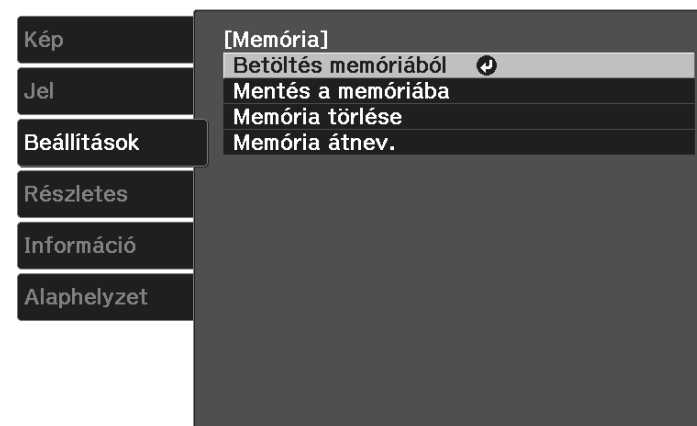 Kép
Jel
Beállítások
Részletes
Információ
Alaphelyzet
[Memória]
Betöltés memóriából
Mentés a memóriába
Memória törlése
Memória átnev.